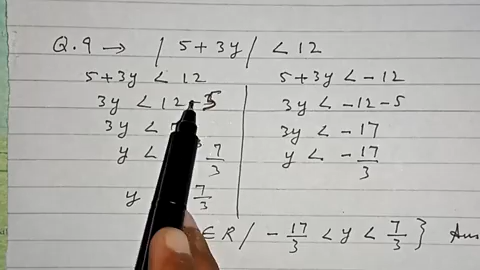 Q.9 → | 5 + 3y | < 12
5 + 3y < 12
3y < 12 - 5
3y <
y < 7/3
y 7/3
5 + 3y < - 12
3y < - 12 - 5
3y < - 17
y < - 17/3
∈ R / - 17/3 < y < 7/3 } Ans